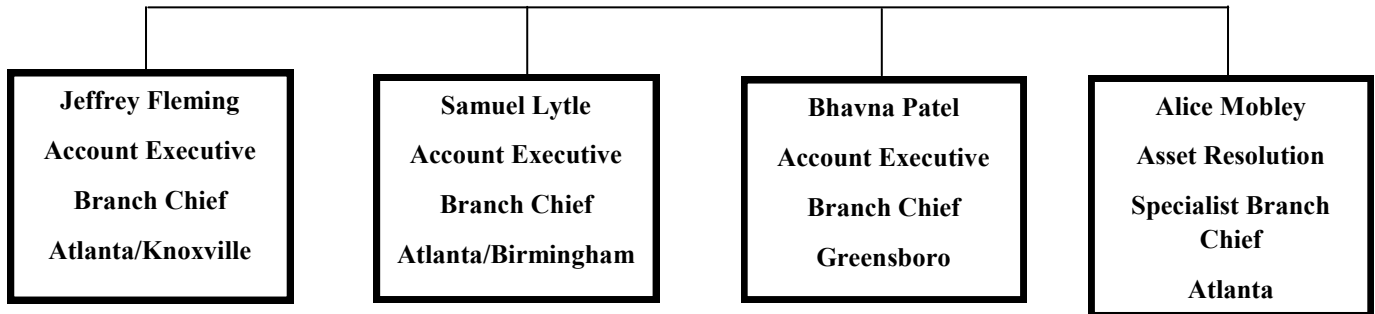 Jeffrey Fleming
Account Executive
Branch Chief
Atlanta/Knoxville
Samuel Lytle
Account Executive
Branch Chief
Atlanta/Birmingham
Bhavna Patel
Account Executive
Branch Chief
Greensboro
Alice Mobley
Asset Resolution
Specialist Branch
Chief
Atlanta